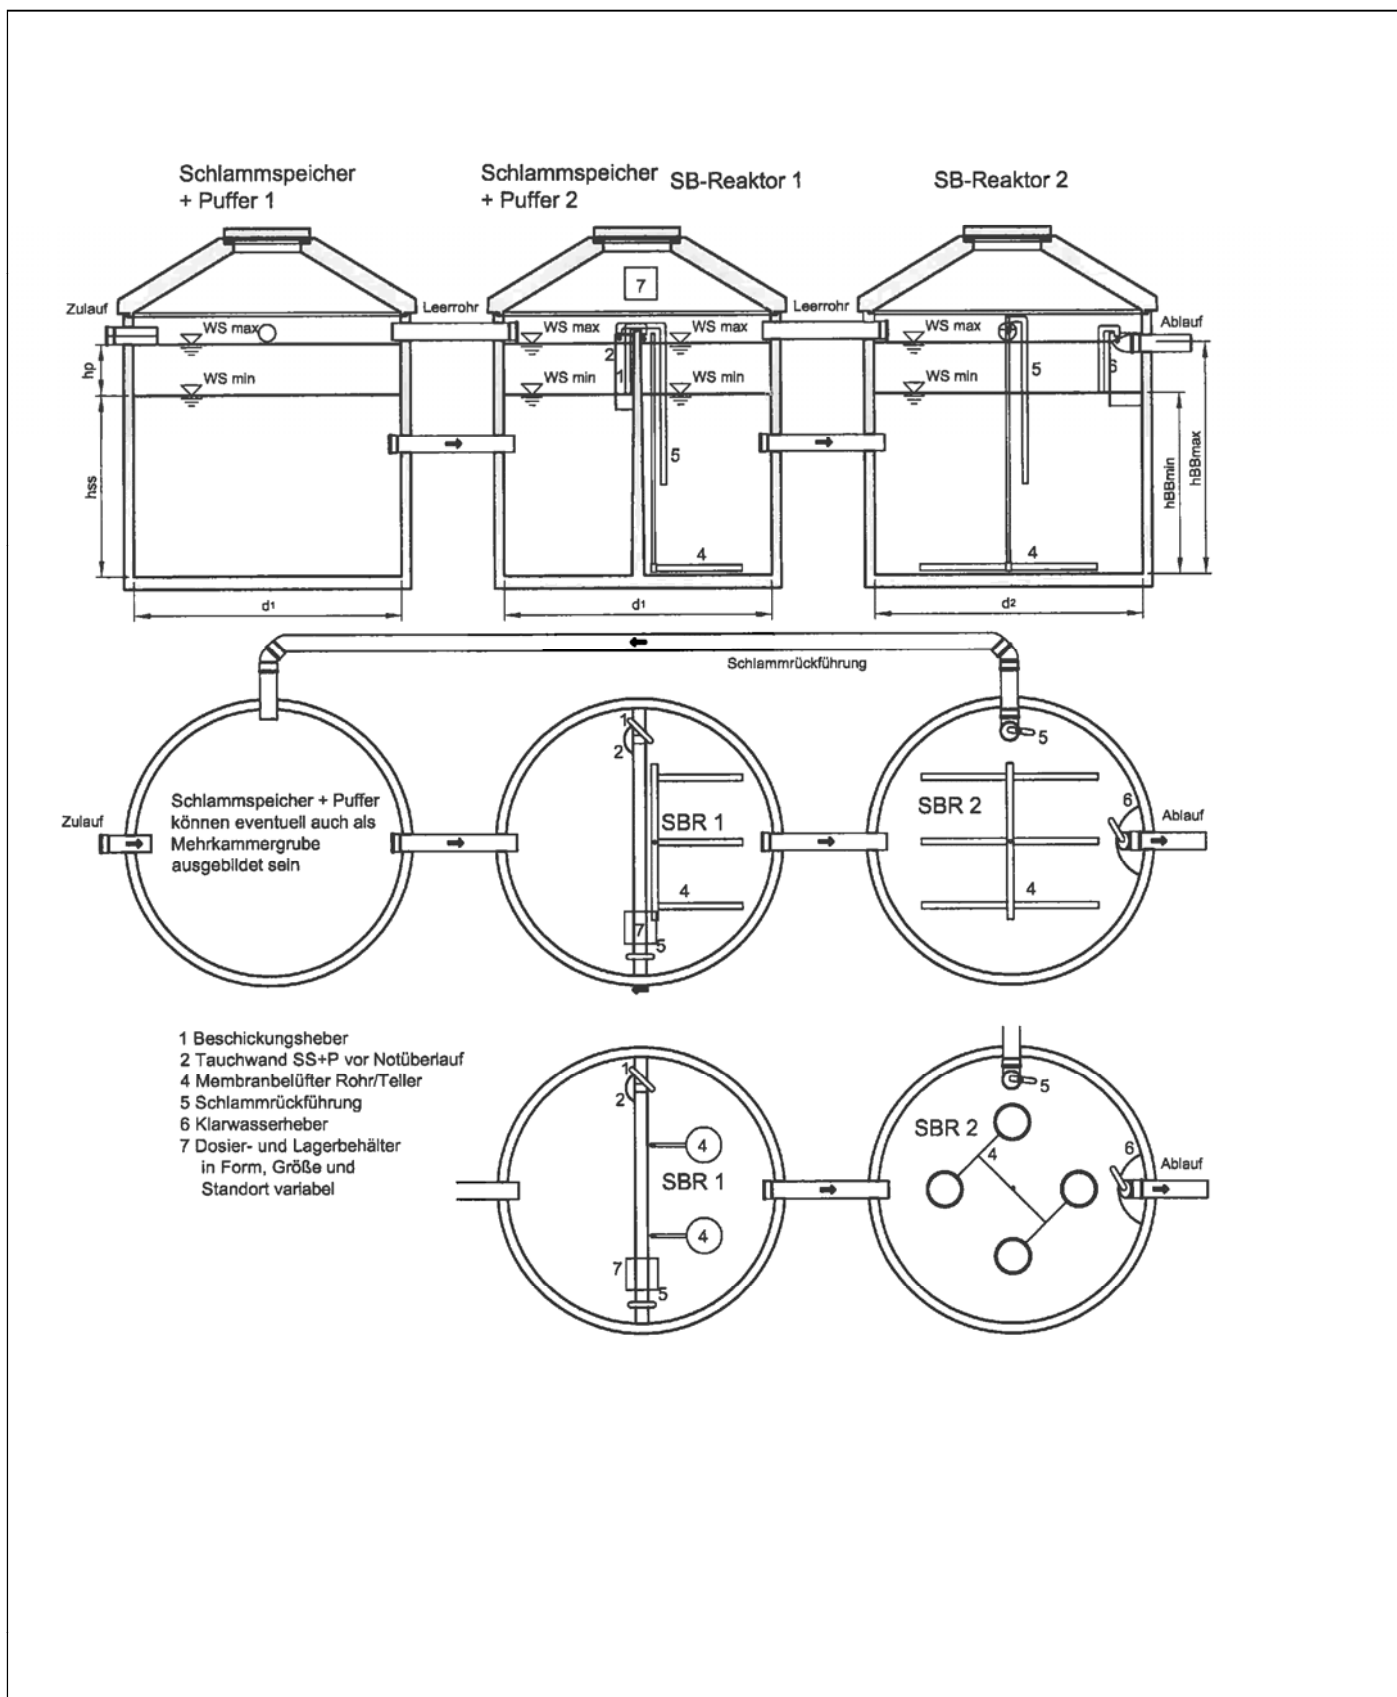 Schlammspeicher
+ Puffer 1
Schlammspeicher
+ Puffer 2
SB-Reaktor 1
SB-Reaktor 2
7
Zulauf
WS max
Leerrohr
WS max
WS max
Leerrohr
WS max
Ablauf
2
hp
WS min
WS min
1
WS min
WS min
5
6
5
hss
hBBmin
hBBmax
4
4
d1
d1
d2
Schlammrückführung
1
2
5
Schlammspeicher + Puffer
können eventuell auch als
Mehrkammergrube
ausgebildet sein
Zulauf
SBR 1
4
7
5
SBR 2
6
Ablauf
4
1 Beschickungsheber
2 Tauchwand SS+P vor Notüberlauf
4 Membranbelüfter Rohr/Teller
5 Schlammrückführung
6 Klarwasserheber
7 Dosier- und Lagerbehälter
in Form, Größe und
Standort variabel
1
2
4
SBR 1
4
7
5
5
SBR 2
4
6
Ablauf